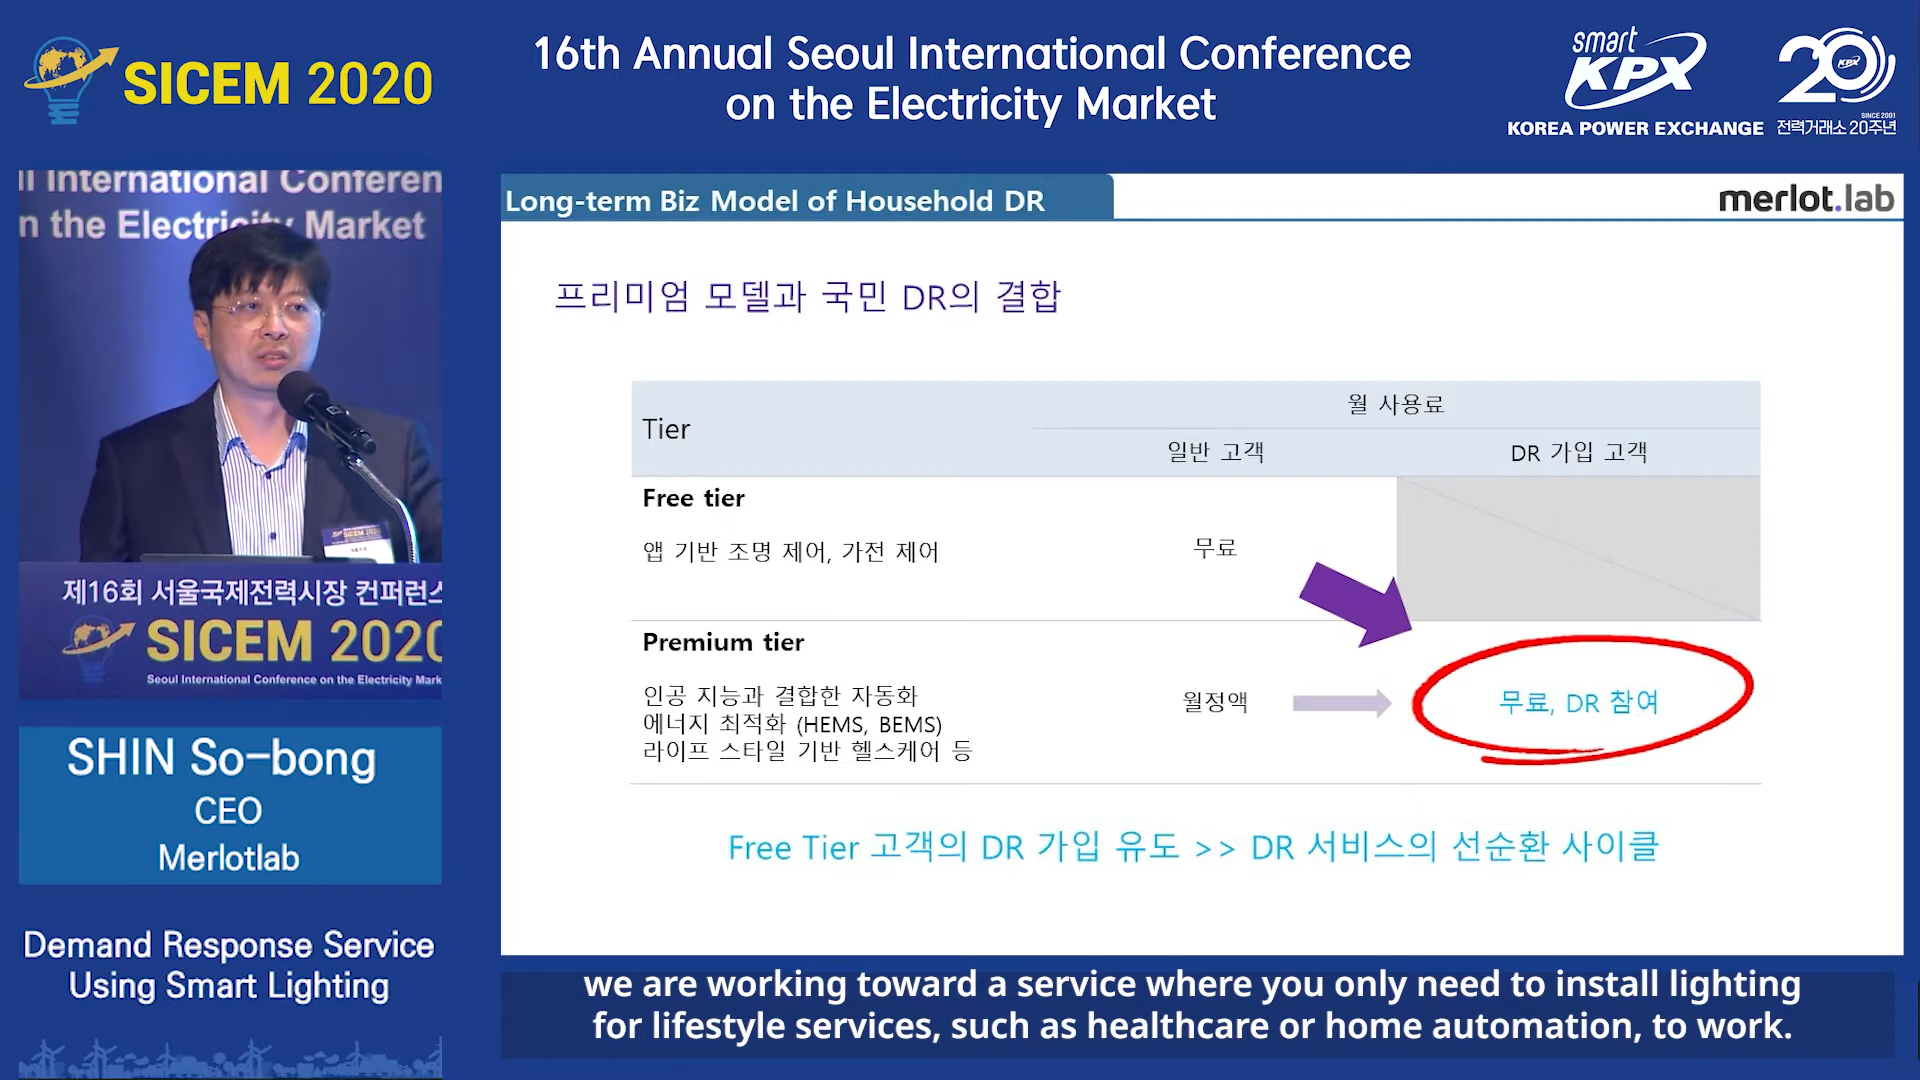 SICEM 2020
16th Annual Seoul International Conference
on the Electricity Market
smart
KPX
KOREA POWER EXCHANGE
20
KPX
SINCE 2001
전력거래소 20주년
International Conferen
n the Electricity Market
SICEM 2020
제16회 서울국제전력시장 컨퍼런스
SICEM 2020
Seoul International Conference on the Electricity Mark
SHIN So-bong
CEO
Merlotlab
Demand Response Service
Using Smart Lighting
Long-term Biz Model of Household DR
merlot.lab
프리미엄 모델과 국민 DR의 결합
Tier
월 사용료
일반 고객
DR 가입 고객
Free tier
앱 기반 조명 제어, 가전 제어
무료
Premium tier
인공 지능과 결합한 자동화
에너지 최적화 (HEMS, BEMS)
라이프 스타일 기반 헬스케어 등
월정액
무료, DR 참여
Free Tier 고객의 DR 가입 유도 >> DR 서비스의 선순환 사이클
we are working toward a service where you only need to install lighting
for lifestyle services, such as healthcare or home automation, to work.